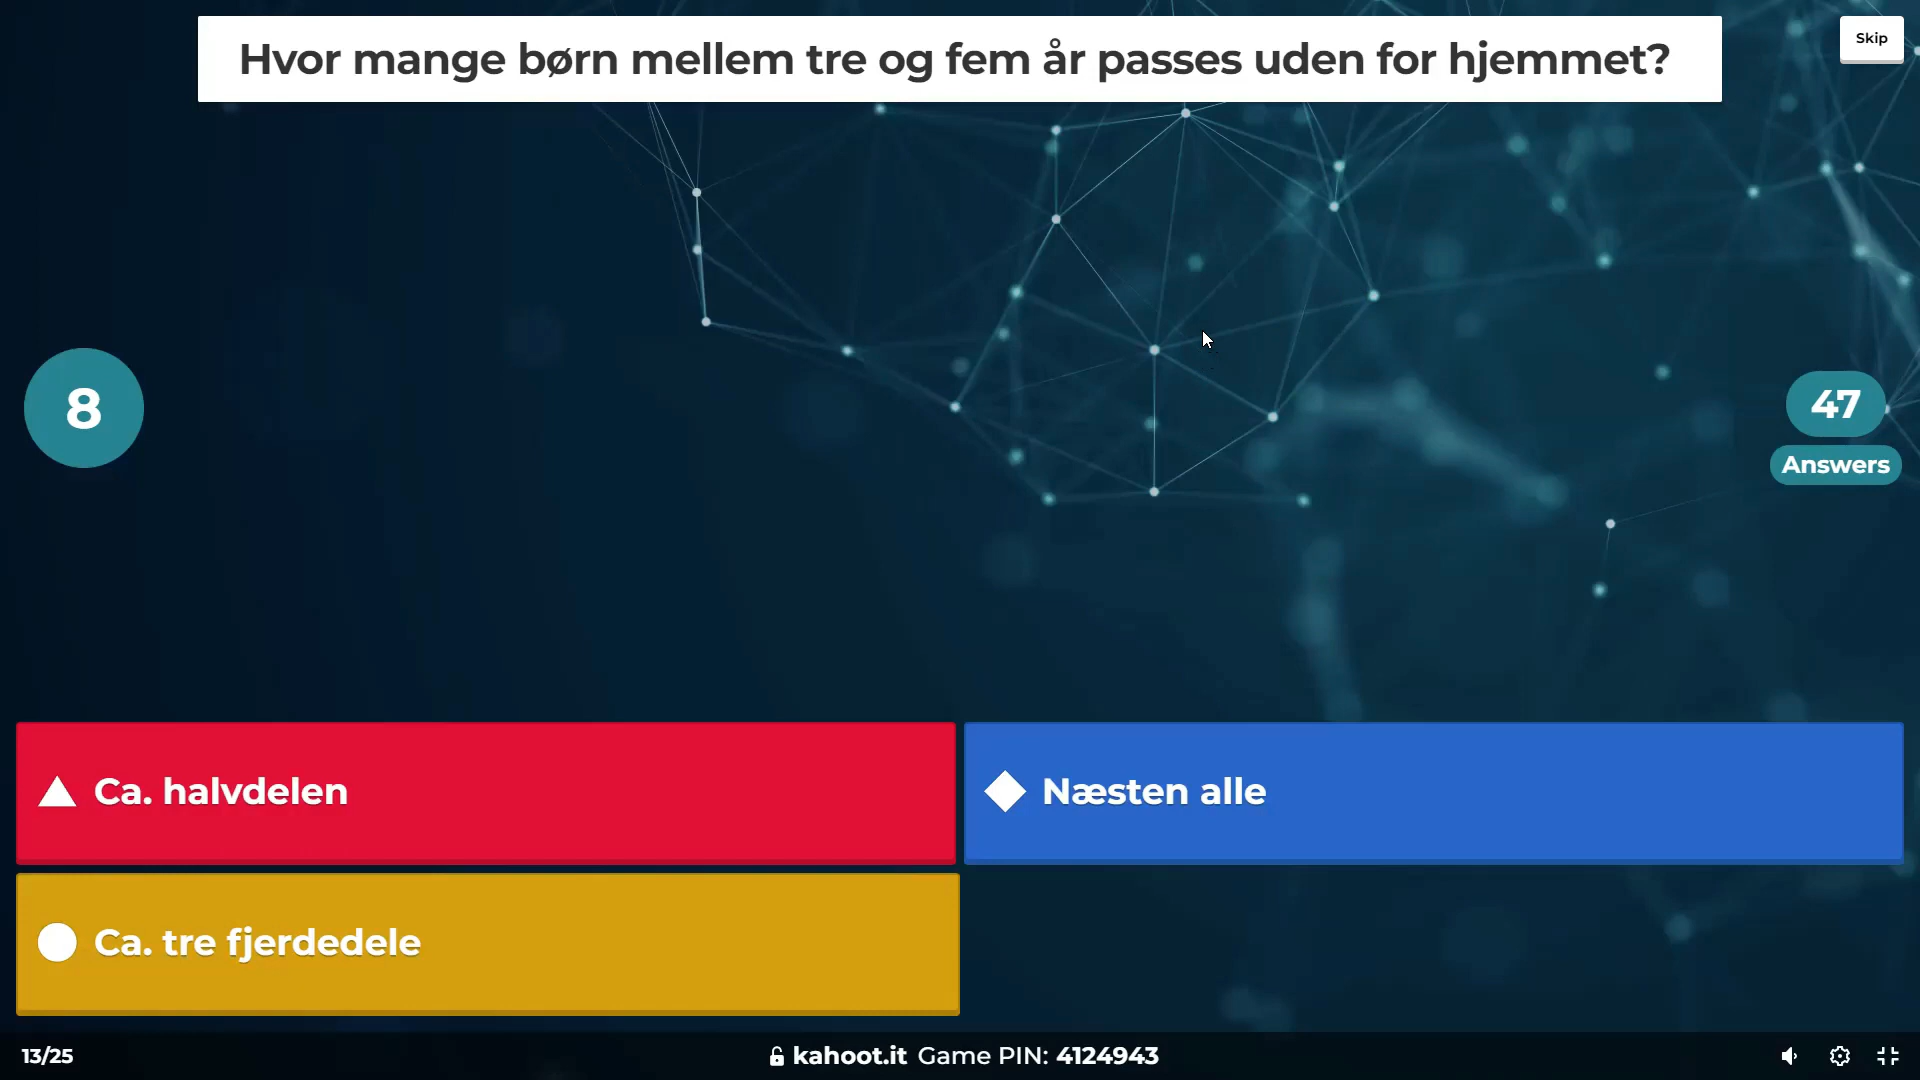 Hvor mange børn mellem tre og fem år passes uden for hjemmet?
Skip
8
47
Answers
Ca. halvdelen
Næsten alle
Ca. tre fjerdedele
13/25
kahoot.it Game PIN: 4124943